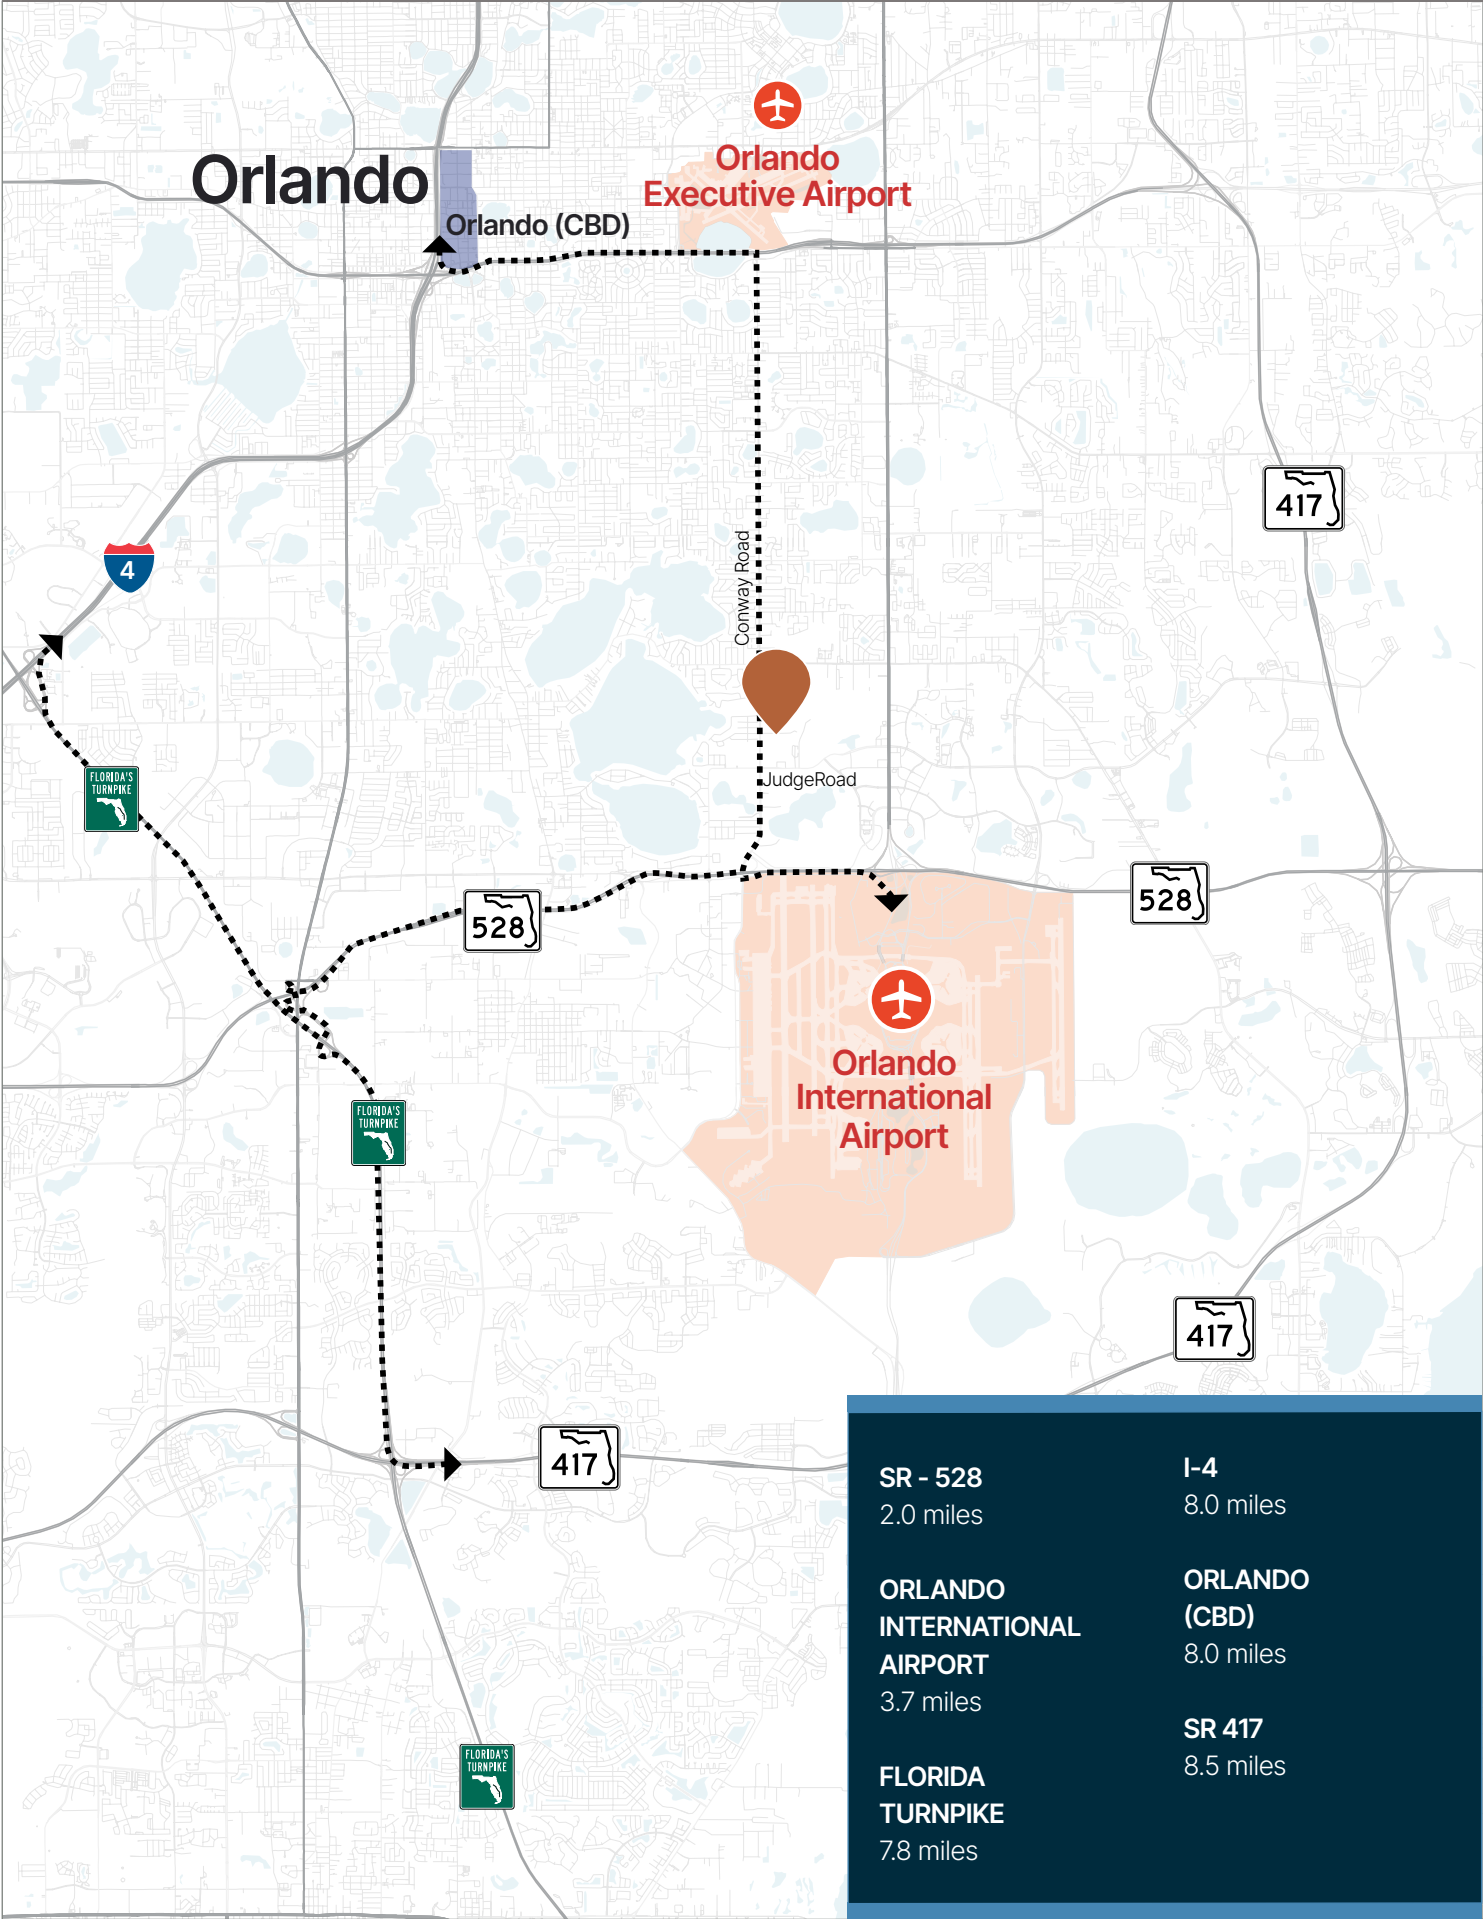 Orlando
Executive Airport
Orlando
Orlando (CBD)
417
4
Conway Road
FLORIDA'S
TURNPIKE
JudgeRoad
528
528
Orlando
International
Airport
FLORIDA'S
TURNPIKE
417
417
FLORIDA'S
TURNPIKE
SR - 528
2.0 miles
ORLANDO
INTERNATIONAL
AIRPORT
3.7 miles
FLORIDA
TURNPIKE
7.8 miles
I-4
8.0 miles
ORLANDO
(CBD)
8.0 miles
SR 417
8.5 miles